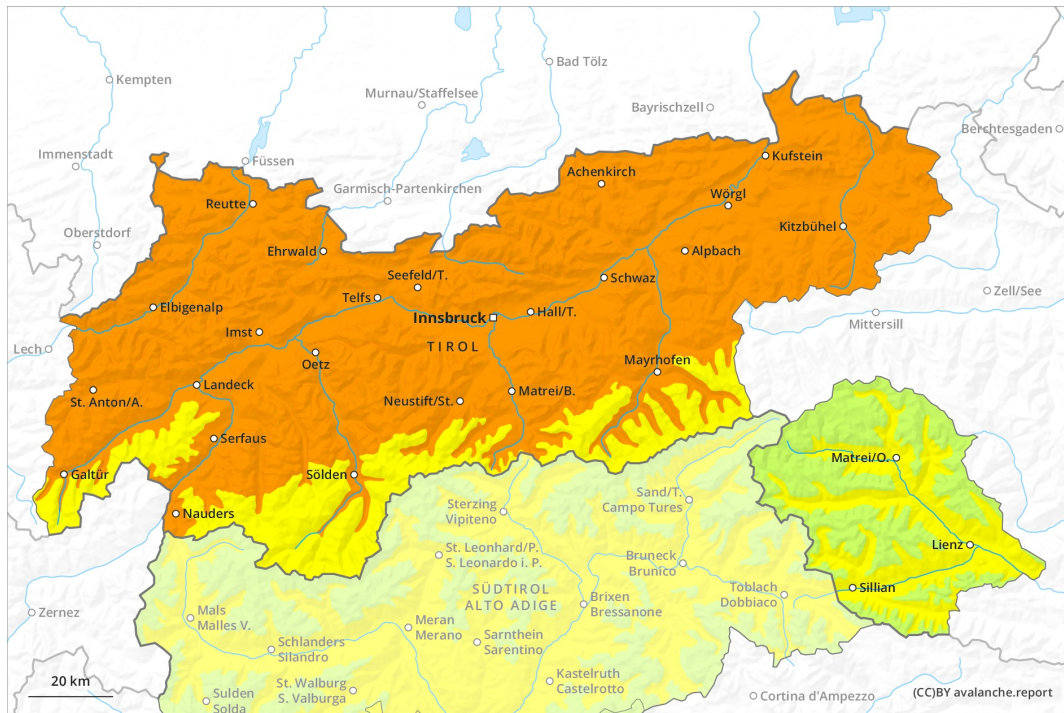 Kempten
Bad Tölz
Murnau/Staffelsee
Bayrischzell
Berchtesgaden
Immenstadt
Füssen
Kufstein
Achenkirch
Garmisch-Partenkirchen
Reutte
Wörgl
Oberstdorf
Kitzbühel
Ehrwald
Alpbach
Seefeld/T.
Schwaz
Zell/See
Telfs
Elbigenalp
Innsbruck
Hall/T.
Mittersill
Imst
Lech
TIROL
Oetz
Mayrhofen
Landeck
St. Anton/A.
Neustift/St.
Matrei/B.
Serfaus
Matrei/O.
Galtür
Sölden
Sand/T.
Campo Tures
Sterzing
Vipiteno
Nauders
Lienz
St. Leonhard/P.
S. Leonardo i. P.
Bruneck
Brunico
SÜDTIROL
ALTO ADIGE
Toblach
Dobbiaco
Sillian
Brixen
Bressanone
Zernez
Mals
Malles V.
Meran
Merano
Sarnthein
Sarentino
Schlanders
Silandro
20 km
St. Walburg
S. Valburga
Kastelruth
Castelrotto
Sulden
Solda
Cortina d'Ampezzo
(CC)BY avalanche.report